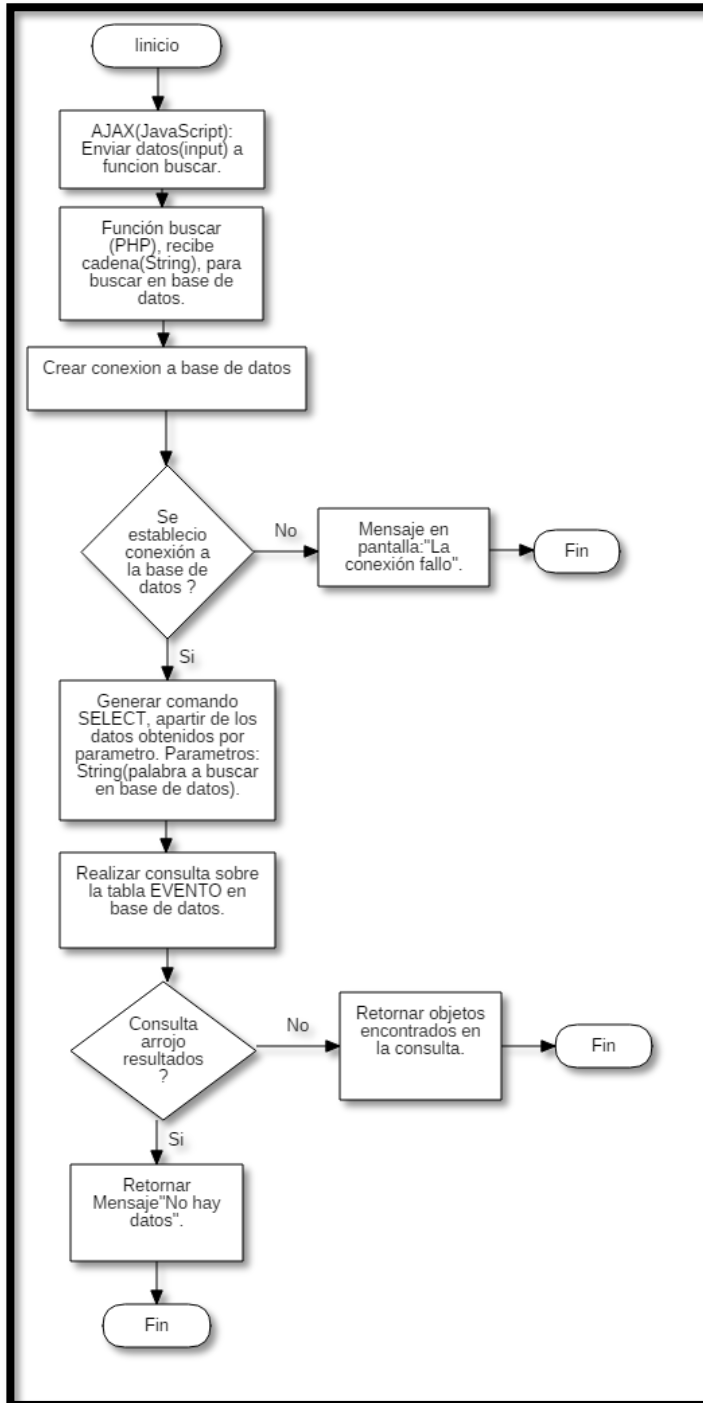 Iinicio
AJAX(JavaScript):
Enviar datos(input) a
funcion buscar.
Función buscar
(PHP), recibe
cadena(String), para
buscar en base de
datos.
Crear conexion a base de datos
Se
establecio
conexión a
la base de
datos ?
No
Mensaje en
pantalla:"La
conexión fallo".
Fin
Si
Generar comando
SELECT, apartir de los
datos obtenidos por
parametro. Parametros:
String(palabra a buscar
en base de datos).
Realizar consulta sobre
la tabla EVENTO en
base de datos.
Consulta
arrojo
resultados
?
No
Retornar objetos
encontrados en
la consulta.
Fin
Si
Retornar
Mensaje"No hay
datos".
Fin